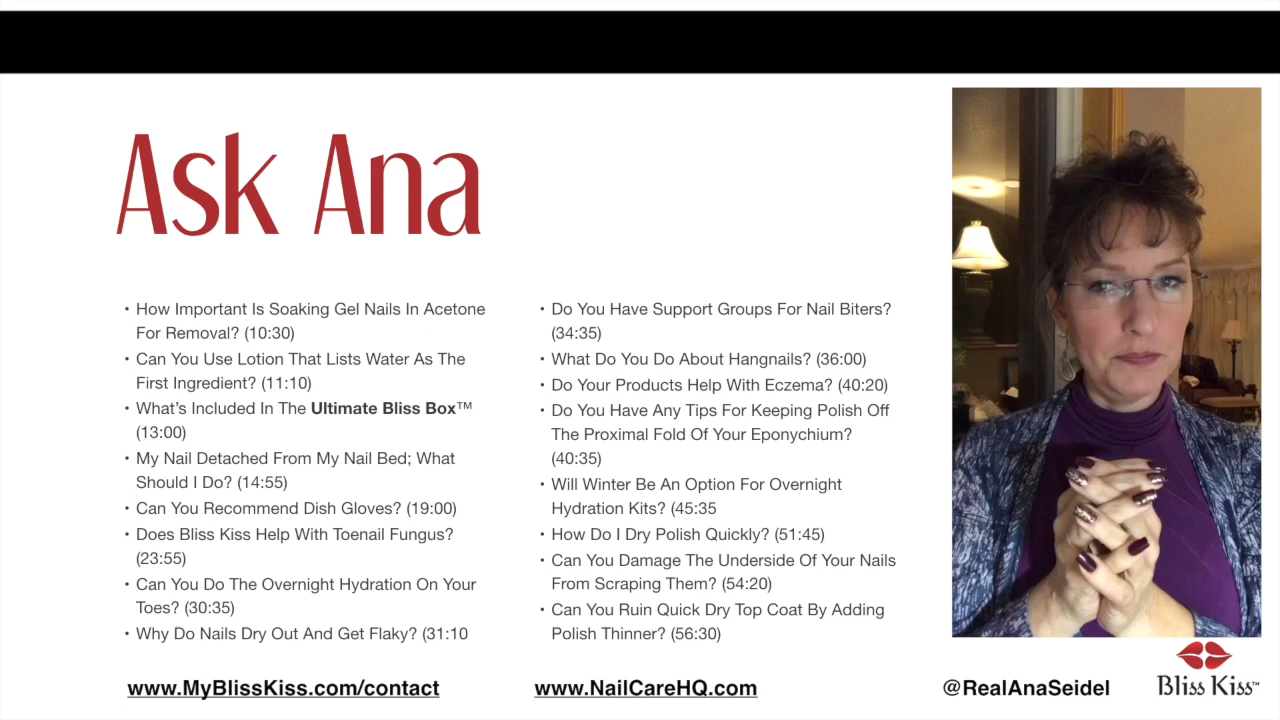 Ask Ana
• How Important Is Soaking Gel Nails In Acetone
For Removal? (10:30)
• Can You Use Lotion That Lists Water As The
First Ingredient? (11:10)
• What's Included In The Ultimate Bliss Box™
(13:00)
• My Nail Detached From My Nail Bed; What
Should I Do? (14:55)
• Can You Recommend Dish Gloves? (19:00)
• Does Bliss Kiss Help With Toenail Fungus?
(23:55)
• Can You Do The Overnight Hydration On Your
Toes? (30:35)
• Why Do Nails Dry Out And Get Flaky? (31:10
• Do You Have Support Groups For Nail Biters?
(34:35)
• What Do You Do About Hangnails? (36:00)
• Do Your Products Help With Eczema? (40:20)
• Do You Have Any Tips For Keeping Polish Off
The Proximal Fold Of Your Eponychium?
(40:35)
• Will Winter Be An Option For Overnight
Hydration Kits? (45:35
• How Do I Dry Polish Quickly? (51:45)
• Can You Damage The Underside Of Your Nails
From Scraping Them? (54:20)
• Can You Ruin Quick Dry Top Coat By Adding
Polish Thinner? (56:30)
www.MyBlissKiss.com/contact
www.NailCareHQ.com
@RealAnaSeidel
Bliss Kiss™